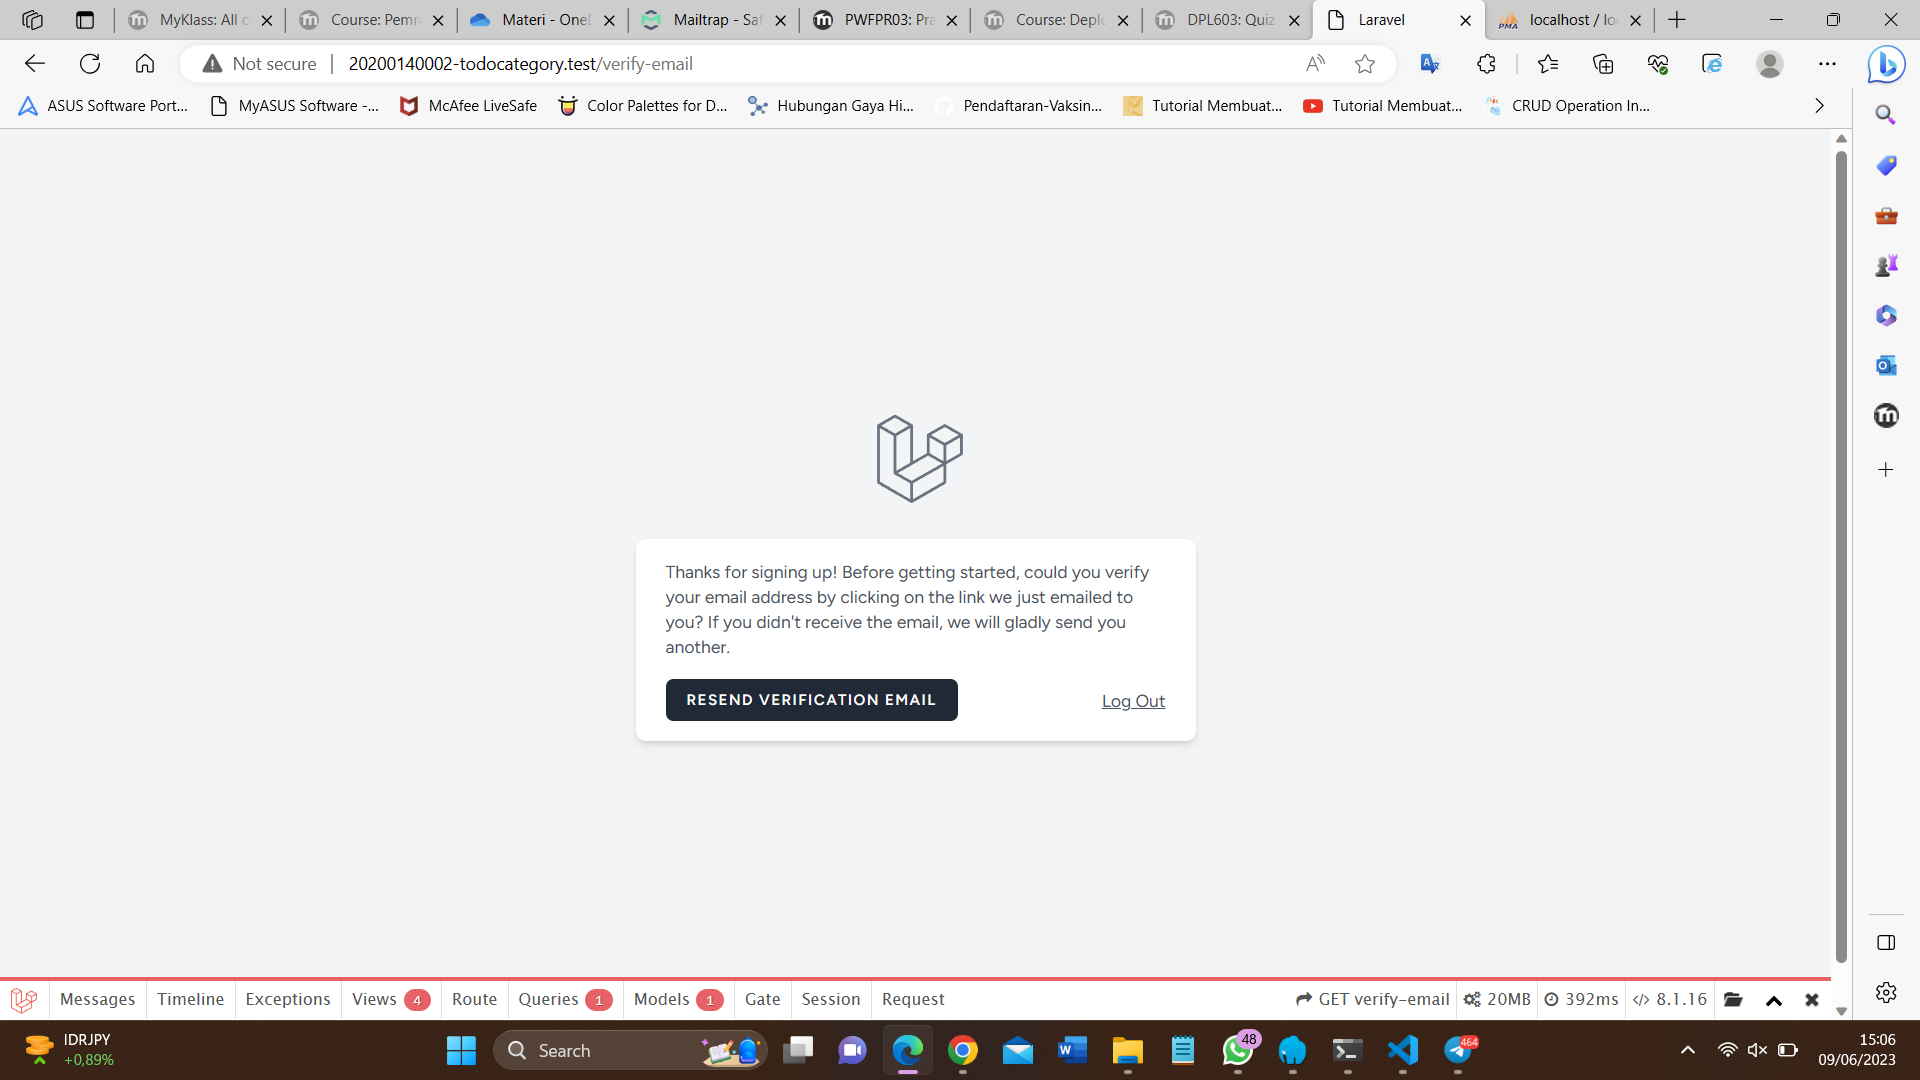 MyKlass: All c
Course: Pemr
Materi - OneD
Mailtrap - Saf
PWFPR03: Pra
Course: Deplo
DPL603: Quiz
Laravel
localhost / loc
Not secure
20200140002-todocategory.test/verify-email
ASUS Software Port...
MyASUS Software -...
McAfee LiveSafe
Color Palettes for D...
Hubungan Gaya Hi...
Pendaftaran-Vaksin...
Tutorial Membuat...
Tutorial Membuat...
CRUD Operation In...
Thanks for signing up! Before getting started, could you verify
your email address by clicking on the link we just emailed to
you? If you didn't receive the email, we will gladly send you
another.
RESEND VERIFICATION EMAIL
Log Out
Messages
Timeline
Exceptions
Views 4
Route
Queries 1
Models 1
Gate
Session
Request
GET verify-email
20MB
392ms
8.1.16
IDRJPY
+0,89%
Search
48
464
15:06
09/06/2023